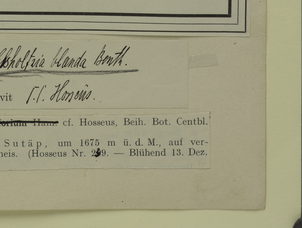 blanda Benth.
vit C.C. Hosseus.
cf. Hosseus, Beih. Bot. Centbl.
Sutäp, um 1675 m ü. d. M., auf ver-
neis. (Hosseus Nr. 299. — Blühend 13. Dez.